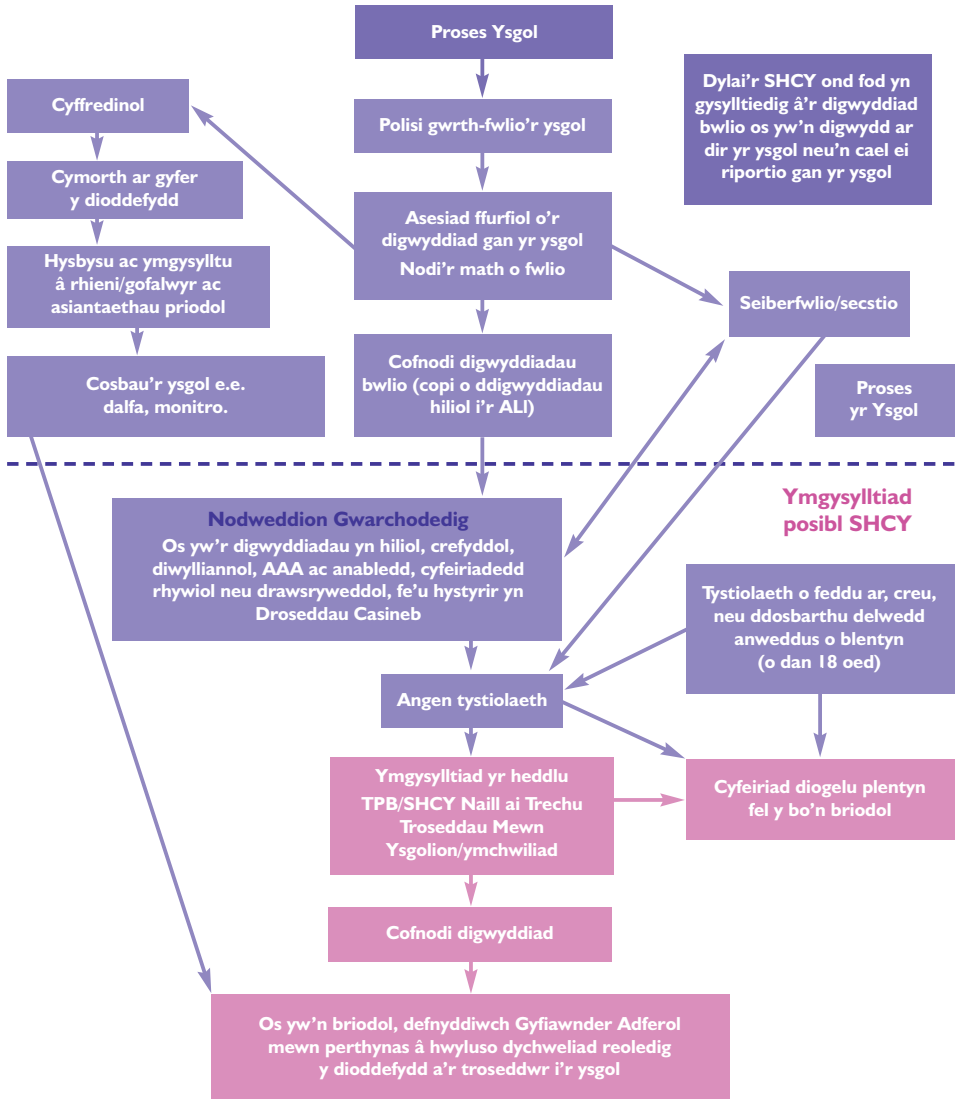 Proses Ysgol
Dylai'r SHCY ond fod yn
gysylltiedig â'r digwyddiad
bwlio os yw'n digwydd ar
dir yr ysgol neu'n cael ei
riportio gan yr ysgol
Cyffredinol
Polisi gwrth-fwlio'r ysgol
Cymorth ar gyfer
y dioddefydd
Asesiad ffurfiol o'r
digwyddiad gan yr ysgol
Nodi'r math o fwlio
Hysbysu ac ymgysylltu
â rhieni/gofalwyr ac
asiantaethau priodol
Seiberfwlio/secstio
Cofnodi digwyddiadau
bwlio (copi o ddigwyddiadau
hiliol i'r ALl)
Cosbau'r ysgol e.e.
dalfa, monitro.
Proses
yr Ysgol
Ymgysylltiad
posibl SHCY
Nodweddion Gwarchodedig
Os yw'r digwyddiadau yn hiliol, crefyddol,
diwylliannol, AAA ac anabledd, cyfeiriadedd
rhywiol neu drawsryweddol, fe'u hystyrir yn
Droseddau Casineb
Tystiolaeth o feddu ar, creu,
neu ddosbarthu delwedd
anweddus o blentyn
(o dan 18 oed)
Angen tystiolaeth
Ymgysylltiad yr heddlu
TPB/SHCY Naill ai Trechu
Troseddau Mewn
Ysgolion/ymchwiliad
Cyfeiriad diogelu plentyn
fel y bo'n briodol
Cofnodi digwyddiad
Os yw'n briodol, defnyddiwch Gyfiawnder Adferol
mewn perthynas â hwyluso dychweliad reoledig
y dioddefydd a'r troseddwr i'r ysgol